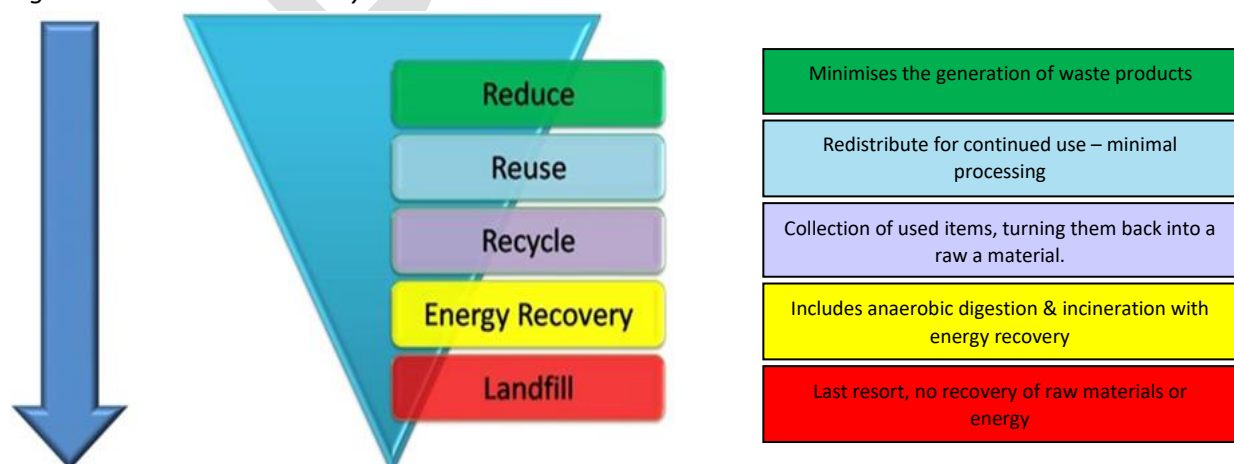 Reduce
Reuse
Recycle
Energy Recovery
Landfill
Minimises the generation of waste products
Redistribute for continued use – minimal
processing
Collection of used items, turning them back into a
raw a material.
Includes anaerobic digestion & incineration with
energy recovery
Last resort, no recovery of raw materials or
energy